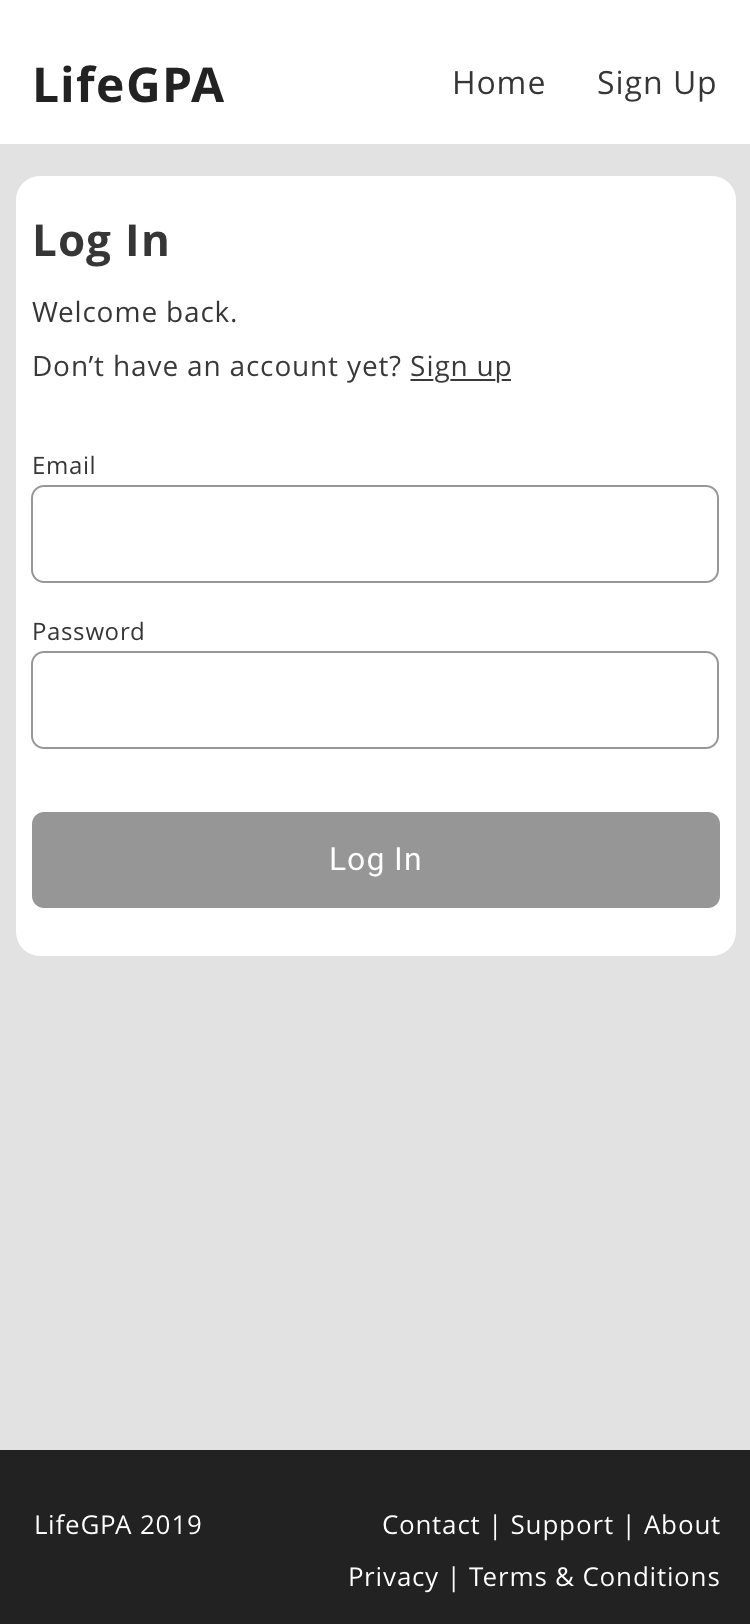 LifeGPA Home Sign Up
Log In
Welcome back.
Don’t have an account yet? Sign up
Email
Password
Log In
LifeGPA 2019 Contact | Support | About
Privacy | Terms & Conditions